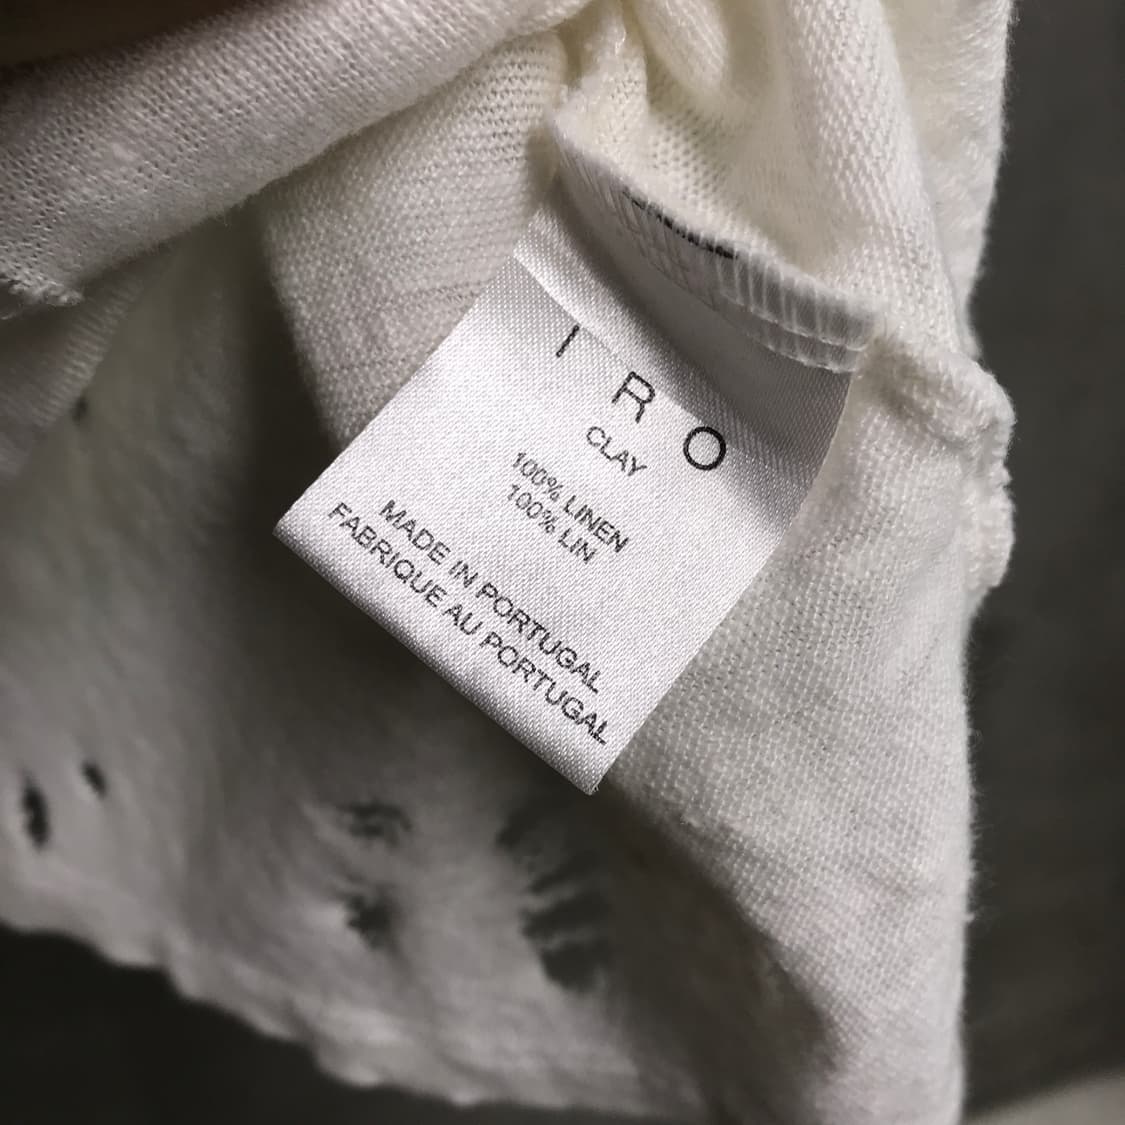 I R O
CLAY
100% LINEN
100% LIN
MADE IN PORTUGAL
FABRIQUE AU PORTUGAL